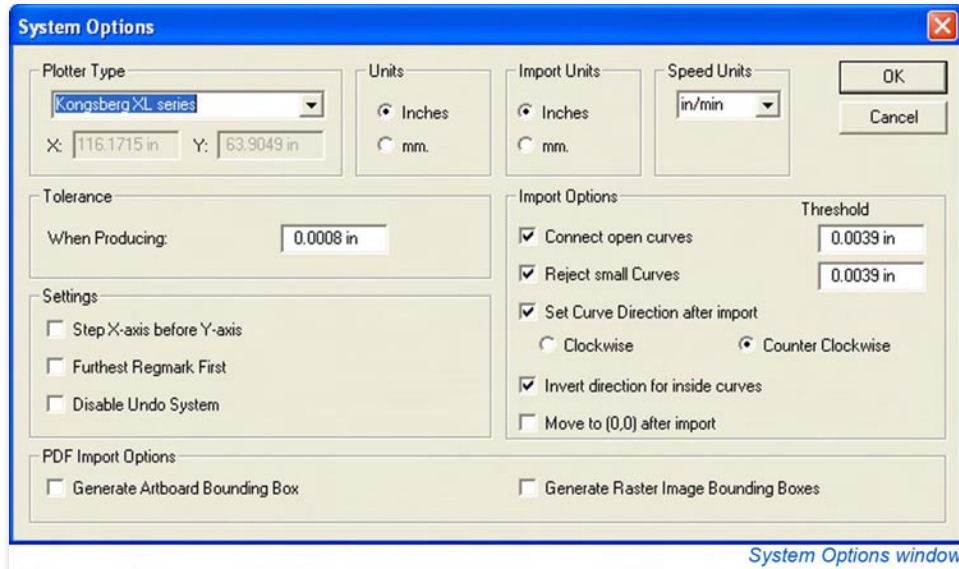 System Options
Plotter Type
Kongsberg XL series
X: 116.1715 in Y: 63.9049 in
Units
Inches
mm.
Import Units
Inches
mm.
Speed Units
in/min
OK
Cancel
Tolerance
When Producing: 0.0008 in
Settings
Step X-axis before Y-axis
Furthest Regmark First
Disable Undo System
Import Options
Threshold
Connect open curves 0.0039 in
Reject small Curves 0.0039 in
Set Curve Direction after import
Clockwise Counter Clockwise
Invert direction for inside curves
Move to (0,0) after import
PDF Import Options
Generate Artboard Bounding Box Generate Raster Image Bounding Boxes
System Options window